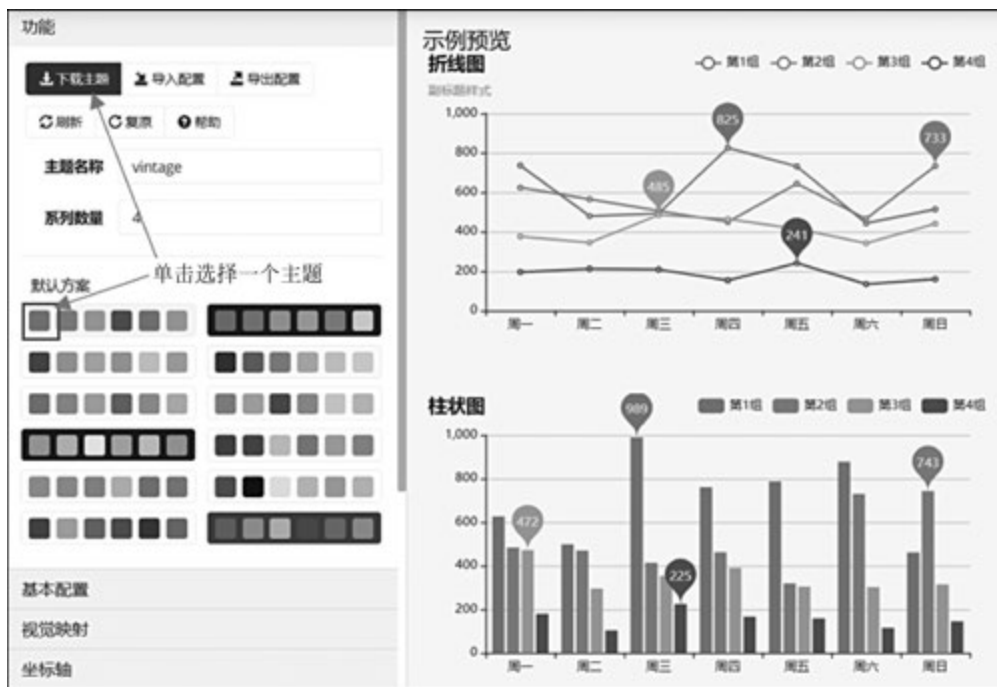 功能
下载主题 导入配置 导出配置
刷新 复原 帮助
主题名称 vintage
系列数量 4
单击选择一个主题
默认方案
基本配置
视觉映射
坐标轴
示例预览
折线图
第1组 第2组 第3组 第4组
副标题样式
1,000
825
733
800
600
485
400
241
200
0
周一 周二 周三 周四 周五 周六 周日
柱状图
989
第1组 第2组 第3组 第4组
1,000
800
743
600
472
400
225
200
0
周一 周二 周三 周四 周五 周六 周日